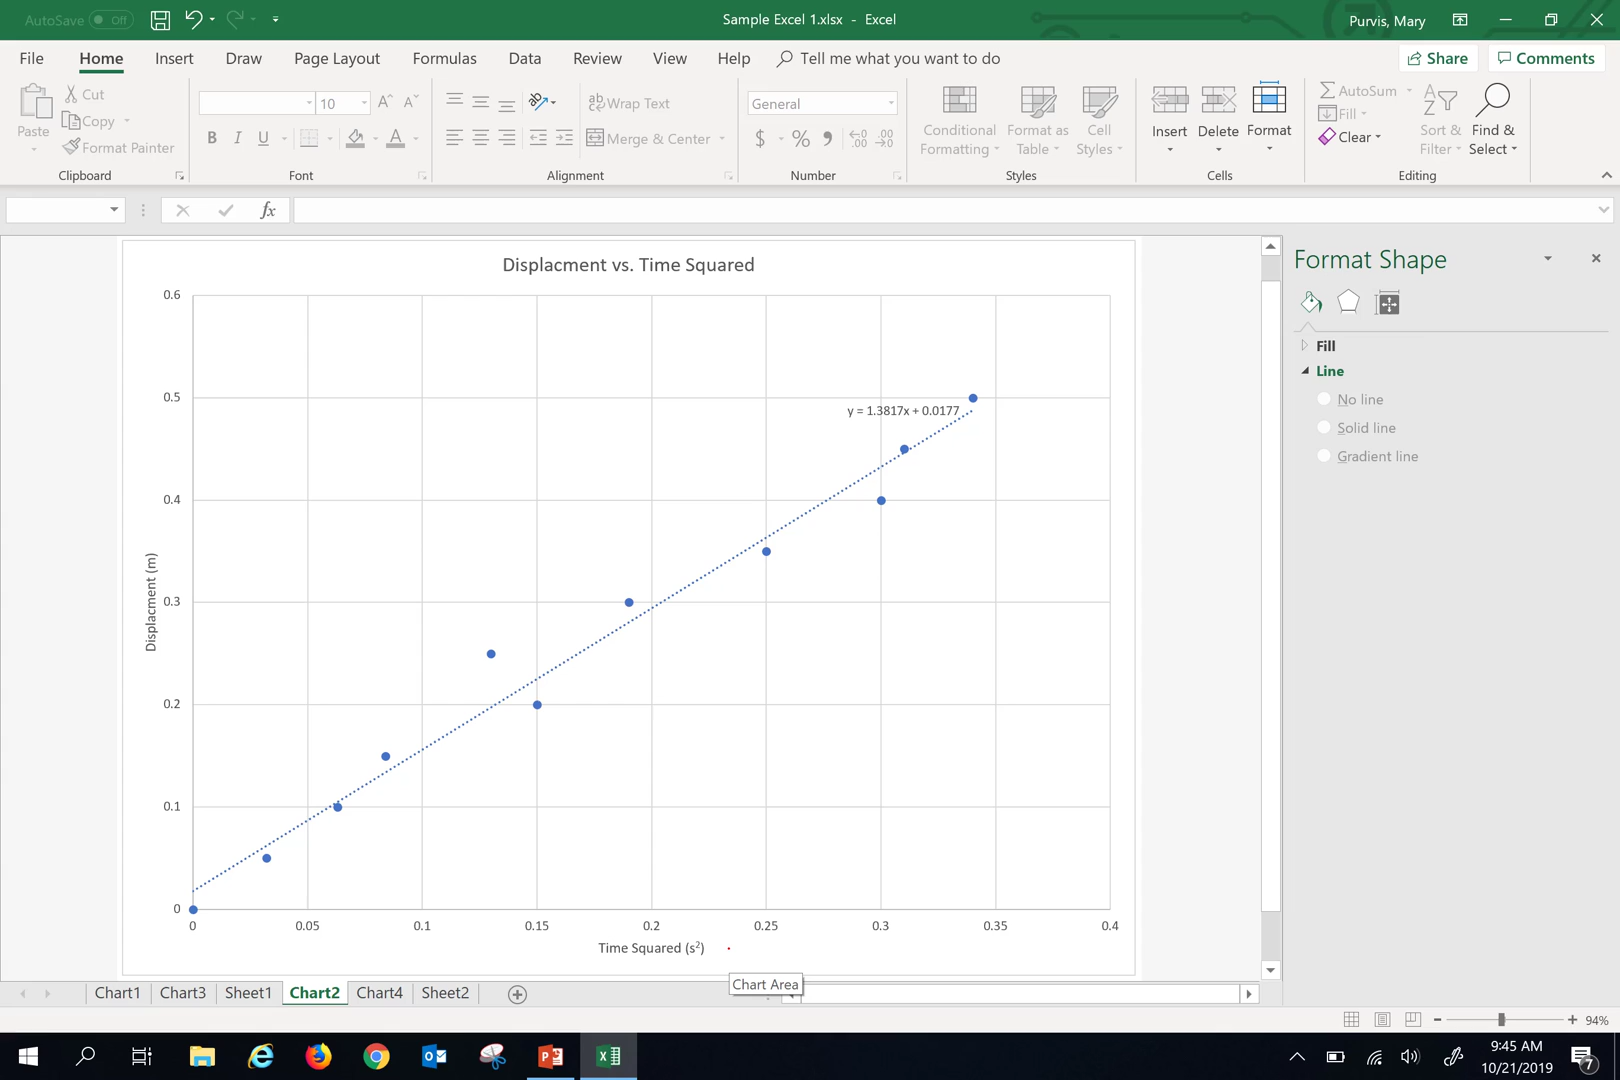 AutoSave Off
Sample Excel 1.xlsx - Excel
Purvis, Mary
File Home Insert Draw Page Layout Formulas Data Review View Help Tell me what you want to do
Share Comments
Paste
Cut
Copy
Format Painter
Clipboard
10
B I U
Font
Wrap Text
Merge & Center
Alignment
General
$ % ,
Number
Conditional Formatting
Format as Table
Cell Styles
Styles
Insert Delete Format
Cells
AutoSum
Fill
Clear
Sort & Filter
Find & Select
Editing
fx
Displacment vs. Time Squared
0.6
0.5
0.4
0.3
0.2
0.1
0
Displacment (m)
y = 1.3817x + 0.0177
0 0.05 0.1 0.15 0.2 0.25 0.3 0.35 0.4
Time Squared (s²)
Chart Area
Format Shape
Fill
Line
No line
Solid line
Gradient line
Chart1 Chart3 Sheet1 Chart2 Chart4 Sheet2
94%
9:45 AM
10/21/2019
7